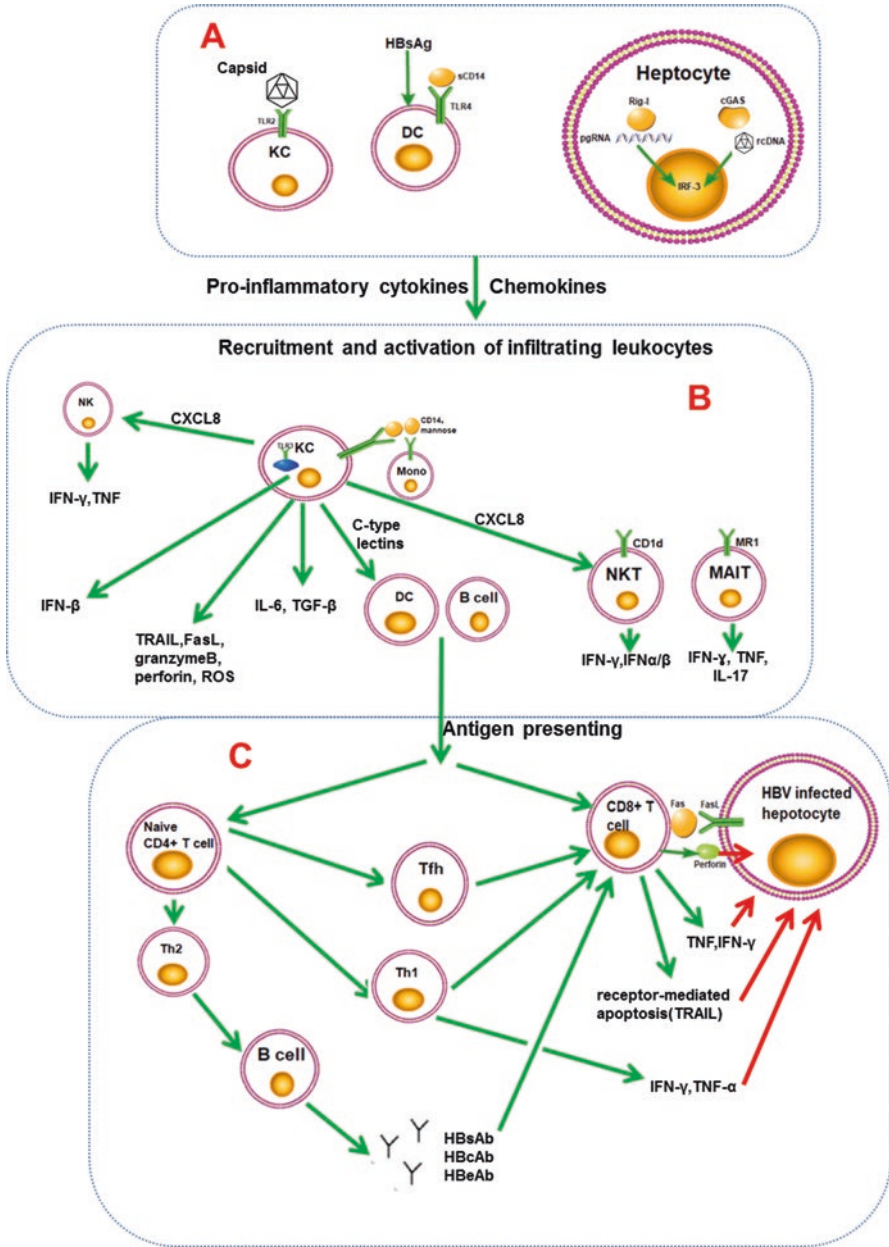 A
Capsid
TLR2
KC
HBsAg
sCD14
TLR4
DC
Heptocyte
Rig-I
cGAS
pgRNA
rcDNA
IRF-3
Pro-inflammatory cytokines
Chemokines
Recruitment and activation of infiltrating leukocytes
B
NK
CXCL8
TLR3
KC
CD14,
mannose
Mono
IFN-γ,TNF
CXCL8
C-type
lectins
CD1d
MR1
NKT
MAIT
IFN-β
IL-6, TGF-β
DC
B cell
TRAIL,FasL,
granzymeB,
perforin, ROS
IFN-γ,IFNα/β
IFN-ɣ, TNF,
IL-17
Antigen presenting
C
Naive
CD4+ T cell
CD8+ T
cell
Fas
FasL
HBV infected
hepotocyte
Perforin
Tfh
Th2
Th1
TNF,IFN-γ
receptor-mediated
apoptosis(TRAIL)
B cell
IFN-γ,TNF-α
HBsAb
HBcAb
HBeAb